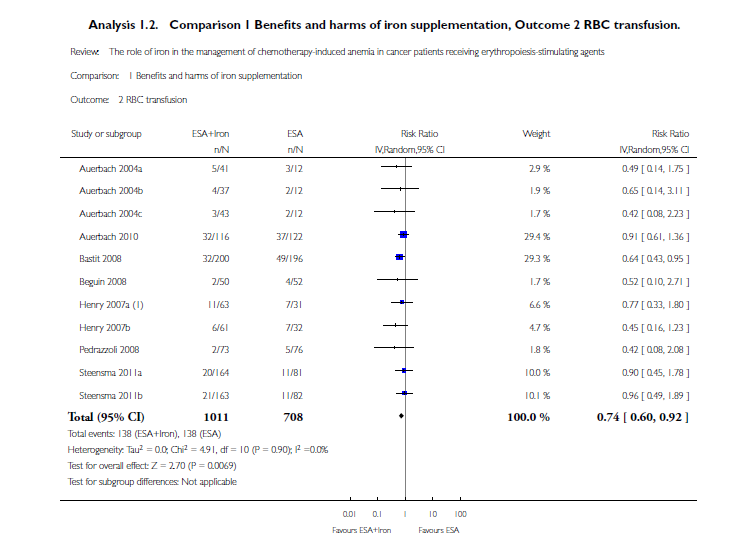 Analysis 1.2. Comparison 1 Benefits and harms of iron supplementation, Outcome 2 RBC transfusion.
Review: The role of iron in the management of chemotherapy-induced anemia in cancer patients receiving erythropoiesis-stimulating agents
Comparison: 1 Benefits and harms of iron supplementation
Outcome: 2 RBC transfusion
Study or subgroup ESA+Iron ESA Risk Ratio Weight Risk Ratio
n/N n/N IV,Random,95% CI IV,Random,95% CI
Auerbach 2004a 5/41 3/12 2.9 % 0.49 [ 0.14, 1.75 ]
Auerbach 2004b 4/37 2/12 1.9 % 0.65 [ 0.14, 3.11 ]
Auerbach 2004c 3/43 2/12 1.7 % 0.42 [ 0.08, 2.23 ]
Auerbach 2010 32/116 37/122 29.4 % 0.91 [ 0.61, 1.36 ]
Bastit 2008 32/200 49/196 29.3 % 0.64 [ 0.43, 0.95 ]
Beguin 2008 2/50 4/52 1.7 % 0.52 [ 0.10, 2.71 ]
Henry 2007a (1) 11/63 7/31 6.6 % 0.77 [ 0.33, 1.80 ]
Henry 2007b 6/61 7/32 4.7 % 0.45 [ 0.16, 1.23 ]
Pedrazzoli 2008 2/73 5/76 1.8 % 0.42 [ 0.08, 2.08 ]
Steensma 2011a 20/164 11/81 10.0 % 0.90 [ 0.45, 1.78 ]
Steensma 2011b 21/163 11/82 10.1 % 0.96 [ 0.49, 1.89 ]
Total (95% CI) 1011 708 100.0 % 0.74 [ 0.60, 0.92 ]
Total events: 138 (ESA+Iron), 138 (ESA)
Heterogeneity: Tau² = 0.0; Chi² = 4.91, df = 10 (P = 0.90); I² =0.0%
Test for overall effect: Z = 2.70 (P = 0.0069)
Test for subgroup differences: Not applicable
0.01 0.1 1 10 100
Favours ESA+Iron Favours ESA